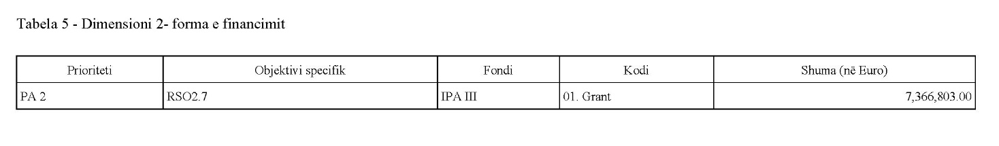 Tabela 5 - Dimensioni 2- forma e financimit
Prioriteti Objektivi specifik Fondi Kodi Shuma (në Euro)
PA 2 RSO2.7 IPA III 01. Grant 7,366,803.00